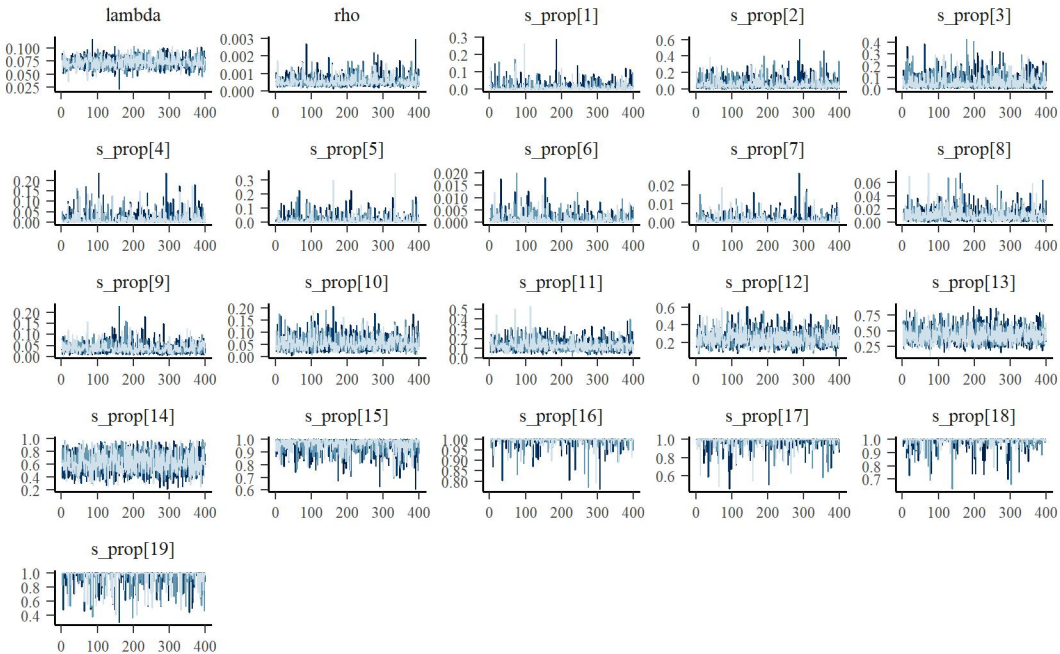 lambda
rho
s_prop[1]
s_prop[2]
s_prop[3]
0.100
0.075
0.050
0.025
0.003
0.002
0.001
0.000
0.3
0.2
0.1
0.0
0.6
0.4
0.2
0.0
0.4
0.3
0.2
0.1
0.0
0 100 200 300 400
0 100 200 300 400
0 100 200 300 400
0 100 200 300 400
0 100 200 300 400
s_prop[4]
s_prop[5]
s_prop[6]
s_prop[7]
s_prop[8]
0.20
0.15
0.10
0.05
0.00
0.3
0.2
0.1
0.0
0.020
0.015
0.010
0.005
0.000
0.02
0.01
0.00
0.06
0.04
0.02
0.00
0 100 200 300 400
0 100 200 300 400
0 100 200 300 400
0 100 200 300 400
0 100 200 300 400
s_prop[9]
s_prop[10]
s_prop[11]
s_prop[12]
s_prop[13]
0.20
0.15
0.10
0.05
0.00
0.20
0.15
0.10
0.05
0.00
0.5
0.4
0.3
0.2
0.1
0.0
0.6
0.4
0.2
0.75
0.50
0.25
0 100 200 300 400
0 100 200 300 400
0 100 200 300 400
0 100 200 300 400
0 100 200 300 400
s_prop[14]
s_prop[15]
s_prop[16]
s_prop[17]
s_prop[18]
1.0
0.8
0.6
0.4
0.2
1.0
0.9
0.8
0.7
0.6
1.00
0.95
0.90
0.85
0.80
1.0
0.8
0.6
1.0
0.9
0.8
0.7
0 100 200 300 400
0 100 200 300 400
0 100 200 300 400
0 100 200 300 400
0 100 200 300 400
s_prop[19]
1.0
0.8
0.6
0.4
0 100 200 300 400